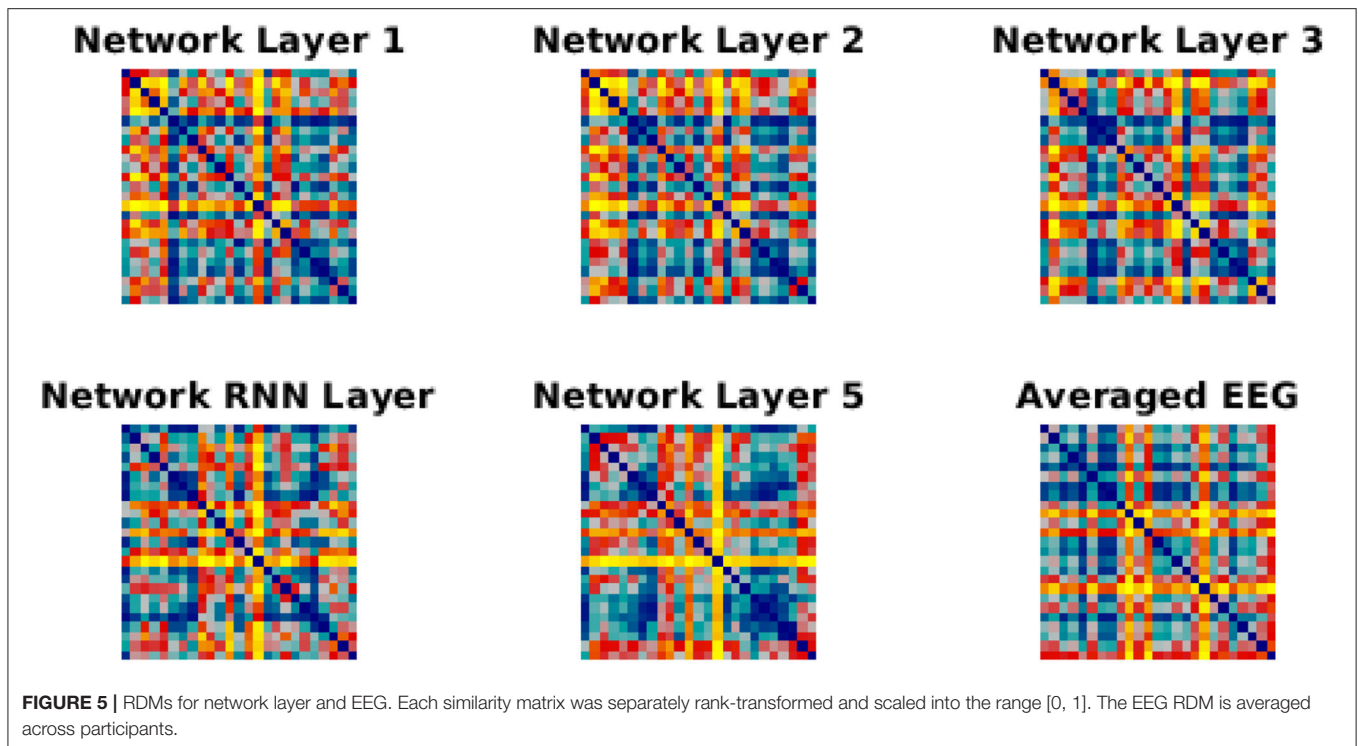 Network Layer 1
Network Layer 2
Network Layer 3
Network RNN Layer
Network Layer 5
Averaged EEG
FIGURE 5 | RDMs for network layer and EEG. Each similarity matrix was separately rank-transformed and scaled into the range [0, 1]. The EEG RDM is averaged
across participants.